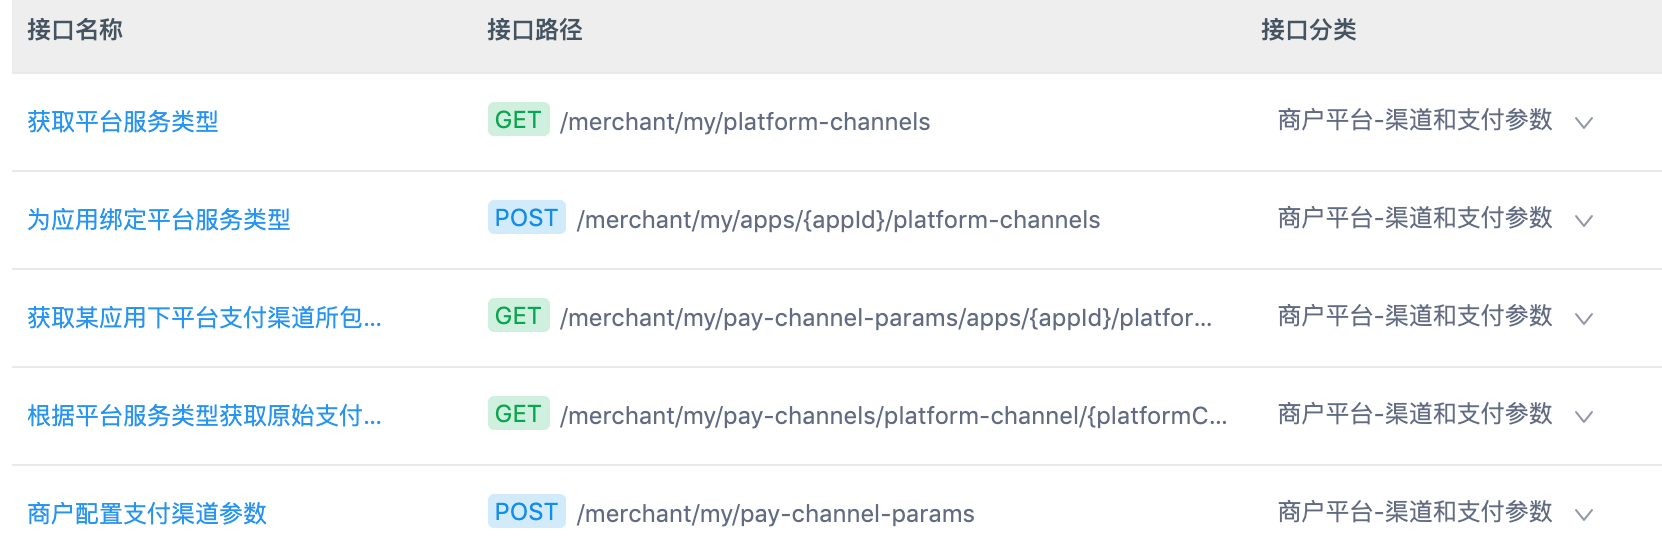 接口名称 接口路径 接口分类
获取平台服务类型 GET /merchant/my/platform-channels 商户平台-渠道和支付参数
为应用绑定平台服务类型 POST /merchant/my/apps/{appId}/platform-channels 商户平台-渠道和支付参数
获取某应用下平台支付渠道所包... GET /merchant/my/pay-channel-params/apps/{appId}/platfor... 商户平台-渠道和支付参数
根据平台服务类型获取原始支付... GET /merchant/my/pay-channels/platform-channel/{platformC... 商户平台-渠道和支付参数
商户配置支付渠道参数 POST /merchant/my/pay-channel-params 商户平台-渠道和支付参数